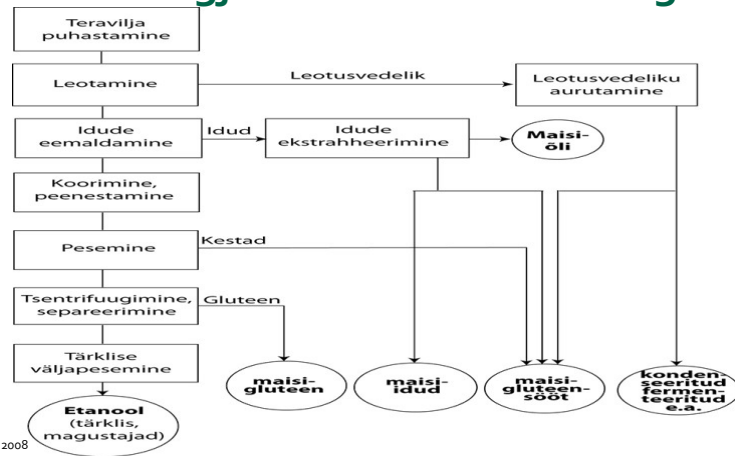 Teravilja
puhastamine
Leotamine
Leotusvedelik
Leotusvedeliku
aurutamine
Idude
eemaldamine
Idud
Idude
ekstrahheerimine
Maisi-
õli
Koorimine,
peenestamine
Pesemine
Kestad
Tsentrifuugimine,
separeerimine
Gluteen
Tärklise
väljapesemine
maisi-
gluteen
maisi-
idud
maisi-
gluteen-
sööt
konden-
seeritud
fermen-
teeritud
e.a.
Etanool
(tärklis,
magustajad)
2008